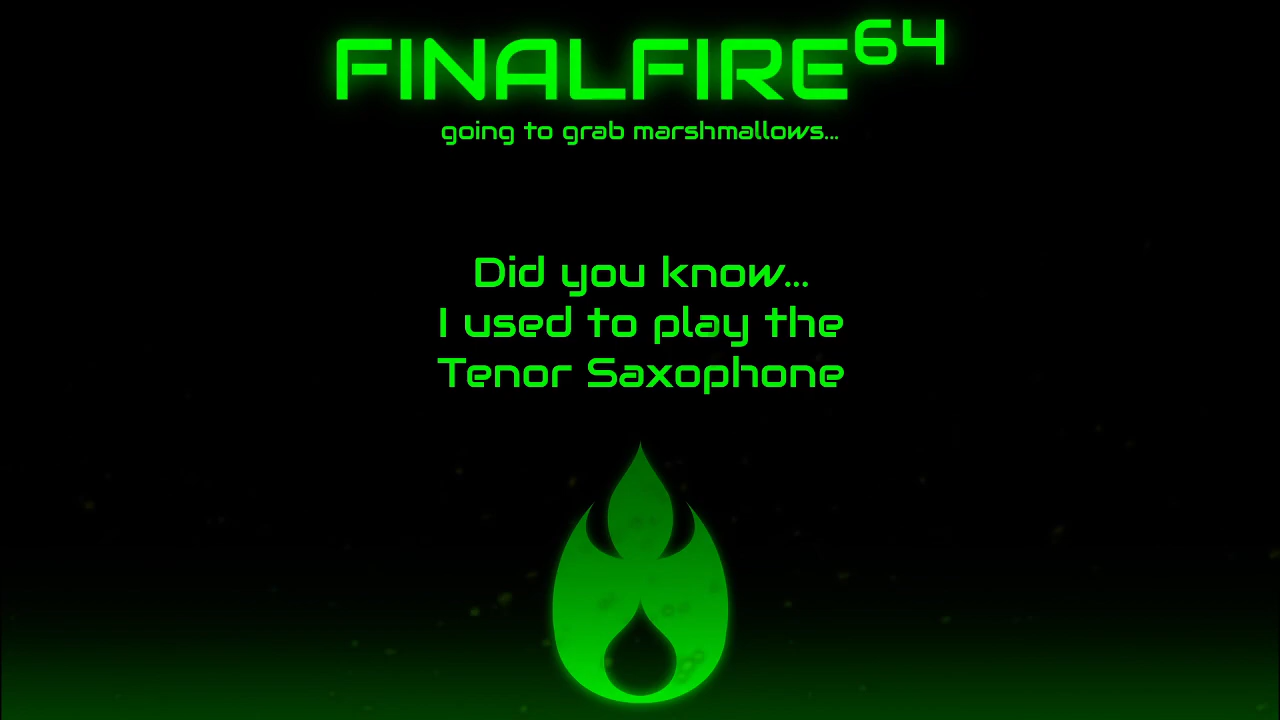 FINALFIRE64
going to grab marshmallows...
Did you know...
I used to play the
Tenor Saxophone